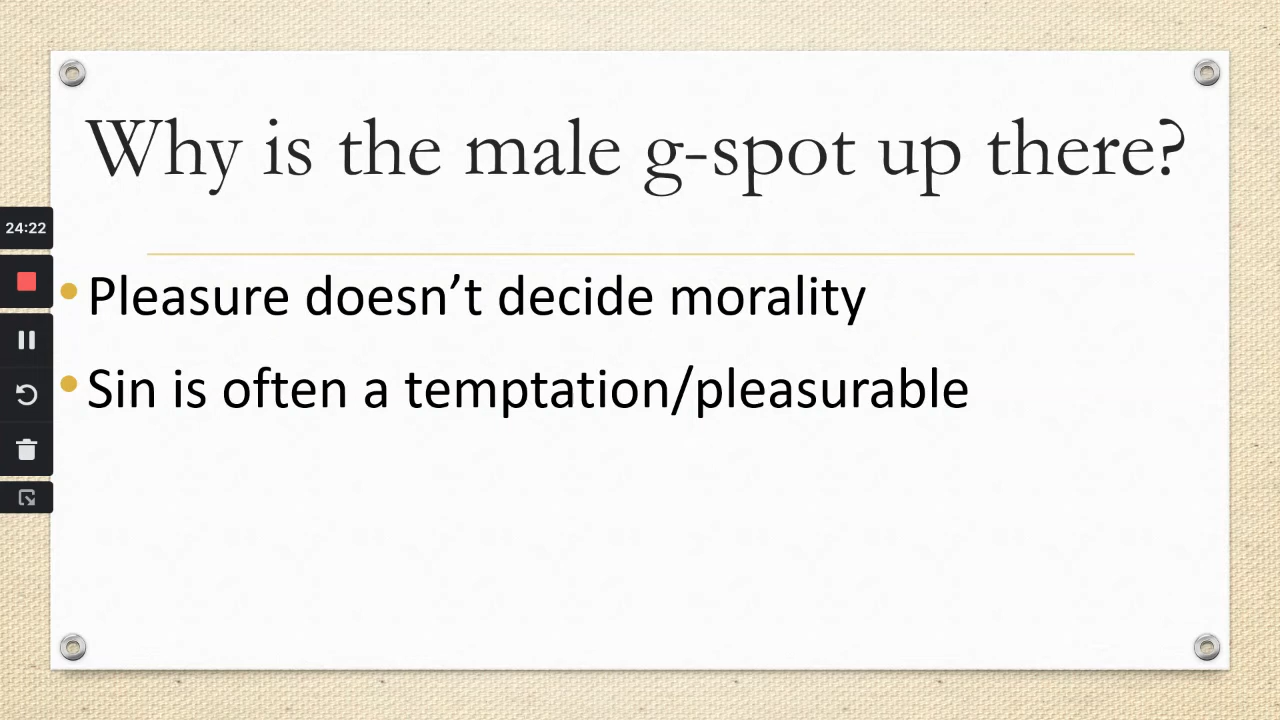 Why is the male g-spot up there?
24:22
• Pleasure doesn’t decide morality
• Sin is often a temptation/pleasurable